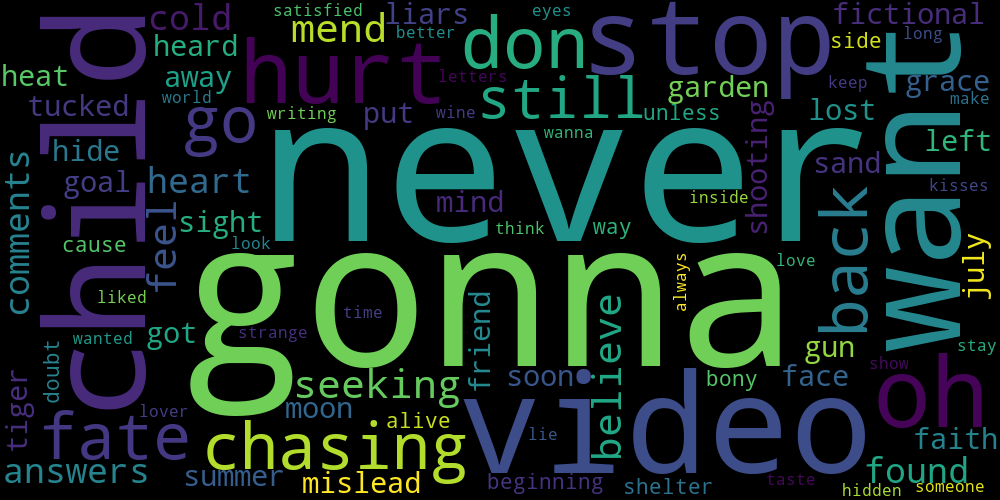 satisfied
eyes
cold
liars
fictional
mend
better
don
stop
long
heard
side
hurt
child
want
heat
away
letters
still
garden
keep
grace
tucked
world
go
writing
put
wine
unless
lost
make
never
wanna
hide
left
comments
goal
heart
mind
shooting
sand
feel
inside
kisses
back
sight
think
way
cause
look
july
gonna
always
love
liked
time
wanted
got
strange
friend
believe
gun
stay
doubt
tiger
seeking
soon
bony
face
show
oh
video
moon
lover
fate
chasing
alive
lie
faith
answers
summer
mislead
beginning
shelter
taste
found
hidden
someone